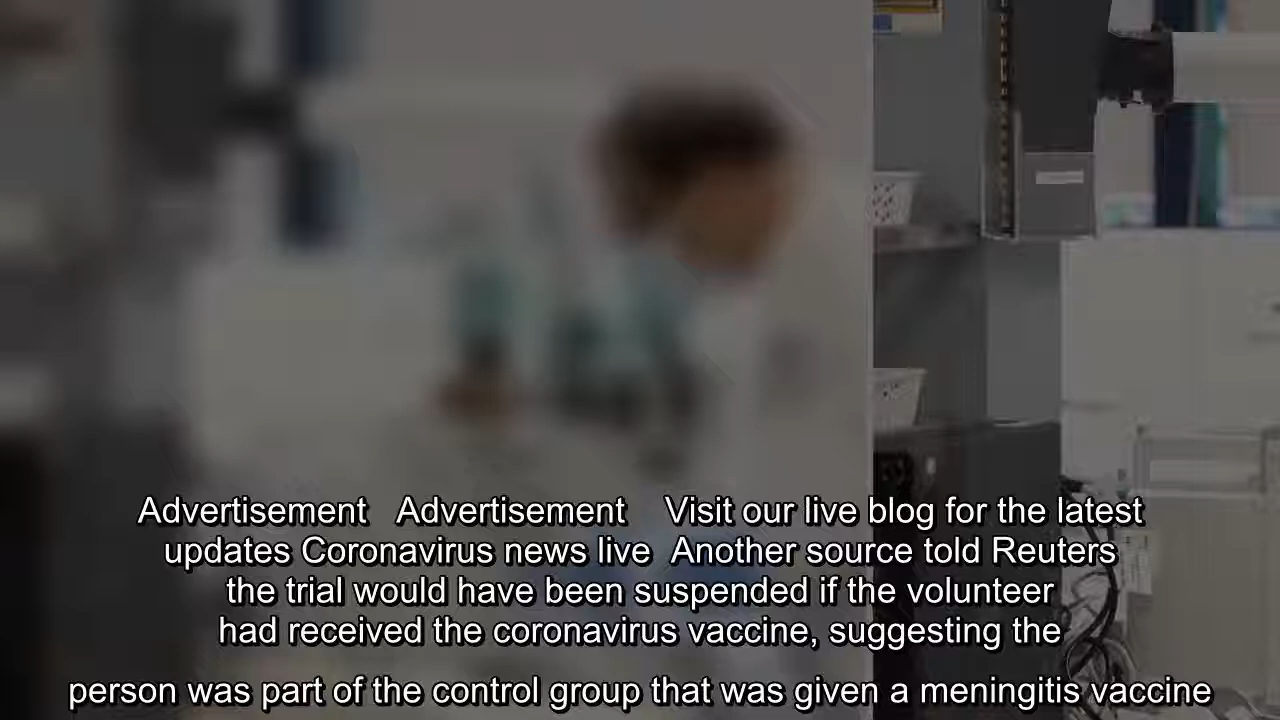 Advertisement Advertisement Visit our live blog for the latest
updates Coronavirus news live Another source told Reuters
the trial would have been suspended if the volunteer
had received the coronavirus vaccine, suggesting the
person was part of the control group that was given a meningitis vaccine